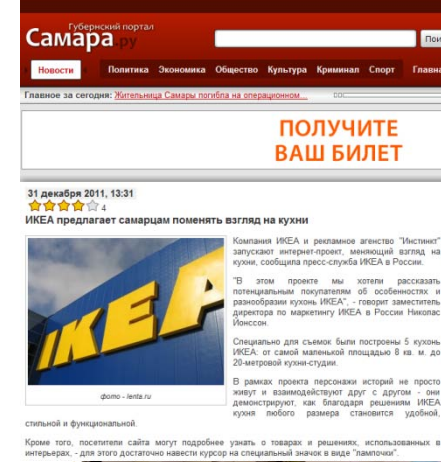 Губернский портал
Самара.ру
Пои
Новости
Политика Экономика Общество Культура Криминал Спорт Главна
Главное за сегодня: Жительница Самары погибла на операционном...
ПОЛУЧИТЕ
ВАШ БИЛЕТ
31 декабря 2011, 13:31
4
ИКЕА предлагает самарцам поменять взгляд на кухни
IKEA
фото - lenta.ru
Компания ИКЕА и рекламное агенство "Инстинкт"
запускают интернет-проект, меняющий взгляд на
кухни, сообщила пресс-служба ИКЕА в России.
"В этом проекте мы хотели рассказать
потенциальным покупателям об особенностях и
разнообразии кухонь ИКЕА", - говорит заместитель
директора по маркетингу ИКЕА в России Николас
Йонссон.
Специально для съемок были построены 5 кухонь
ИКЕА: от самой маленькой площадью 8 кв. м. до
20-метровой кухни-студии.
В рамках проекта персонажи историй не просто
живут и взаимодействуют друг с другом - они
демонстрируют, как благодаря решениям ИКЕА
кухня любого размера становится удобной,
стильной и функциональной.
Кроме того, посетители сайта могут подробнее узнать о товарах и решениях, использованных в
интерьерах, - для этого достаточно навести курсор на специальный значок в виде "лампочки".